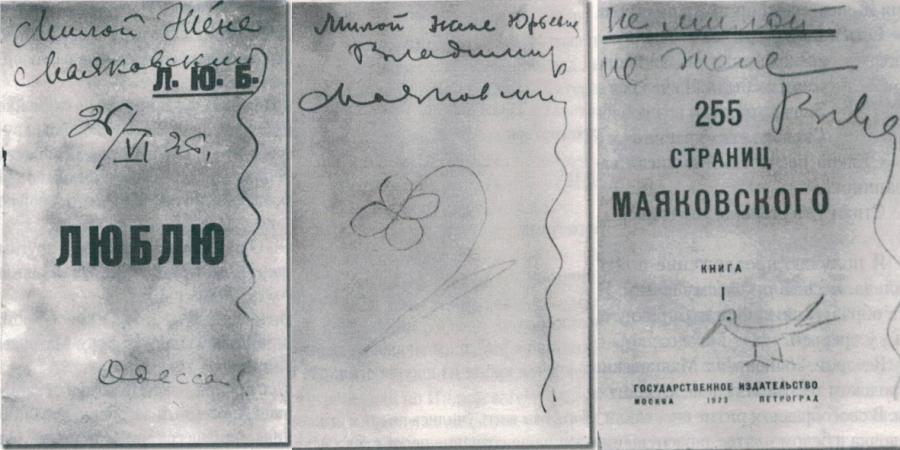 Милой Жене
Маяковский
Л. Ю. Б.
26/VI 26.
ЛЮБЛЮ
Одесса
Милой Жене Юрьевне
Владимир
Маяковский
не милой
не Жене
255
СТРАНИЦ
МАЯКОВСКОГО
КНИГА
I
ГОСУДАРСТВЕННОЕ ИЗДАТЕЛЬСТВО
МОСКВА 1923 ПЕТРОГРАД